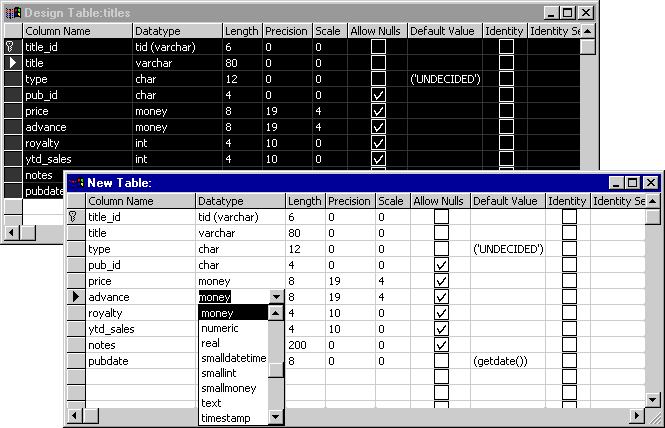 Design Table:titles
Column Name Datatype Length Precision Scale Allow Nulls Default Value Identity Identity Se
title_id tid (varchar) 6 0 0
title varchar 80 0 0
type char 12 0 0 ('UNDECIDED')
pub_id char 4 0 0
price money 8 19 4
advance money 8 19 4
royalty int 4 10 0
ytd_sales int 4 10 0
notes
pubdate
New Table:
Column Name Datatype Length Precision Scale Allow Nulls Default Value Identity Identity Se
title_id tid (varchar) 6 0 0
title varchar 80 0 0
type char 12 0 0 ('UNDECIDED')
pub_id char 4 0 0
price money 8 19 4
advance money 8 19 4
royalty money 4 10 0
ytd_sales numeric 4 10 0
notes real 200 0 0
pubdate smalldatetime 8 0 0 (getdate())
smallint
smallmoney
text
timestamp